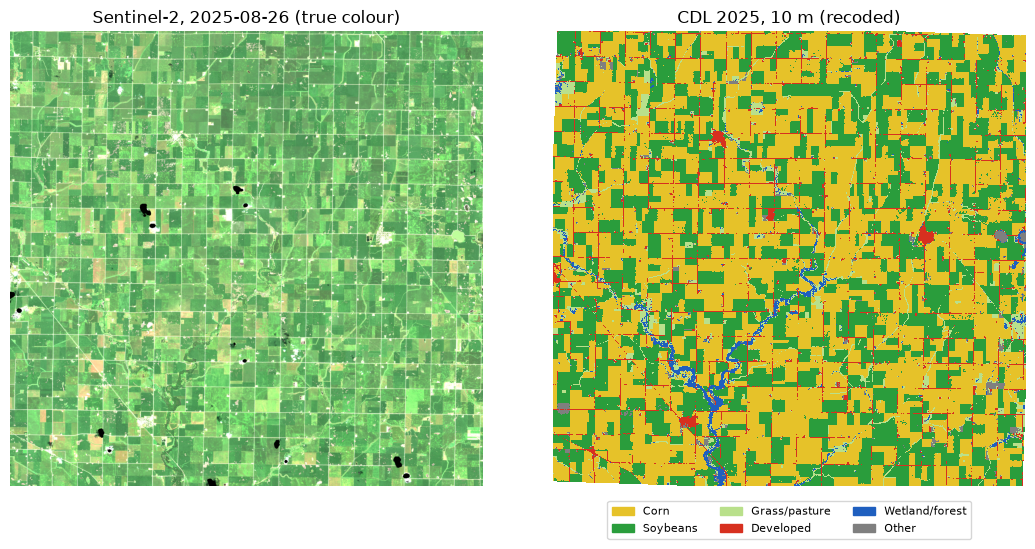 Sentinel-2, 2025-08-26 (true colour)
CDL 2025, 10 m (recoded)
Corn
Grass/pasture
Wetland/forest
Soybeans
Developed
Other